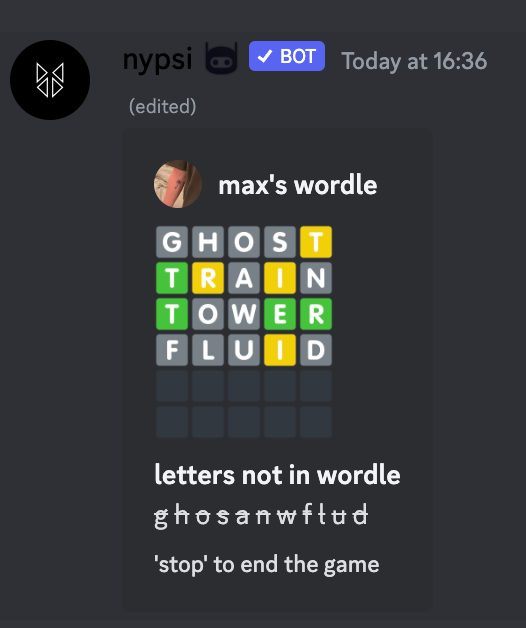 nypsi
✓ BOT
Today at 16:36
(edited)
max's wordle
G H O S T
T R A I N
T O W E R
F L U I D
letters not in wordle
g h o s a n w f l u d
'stop' to end the game